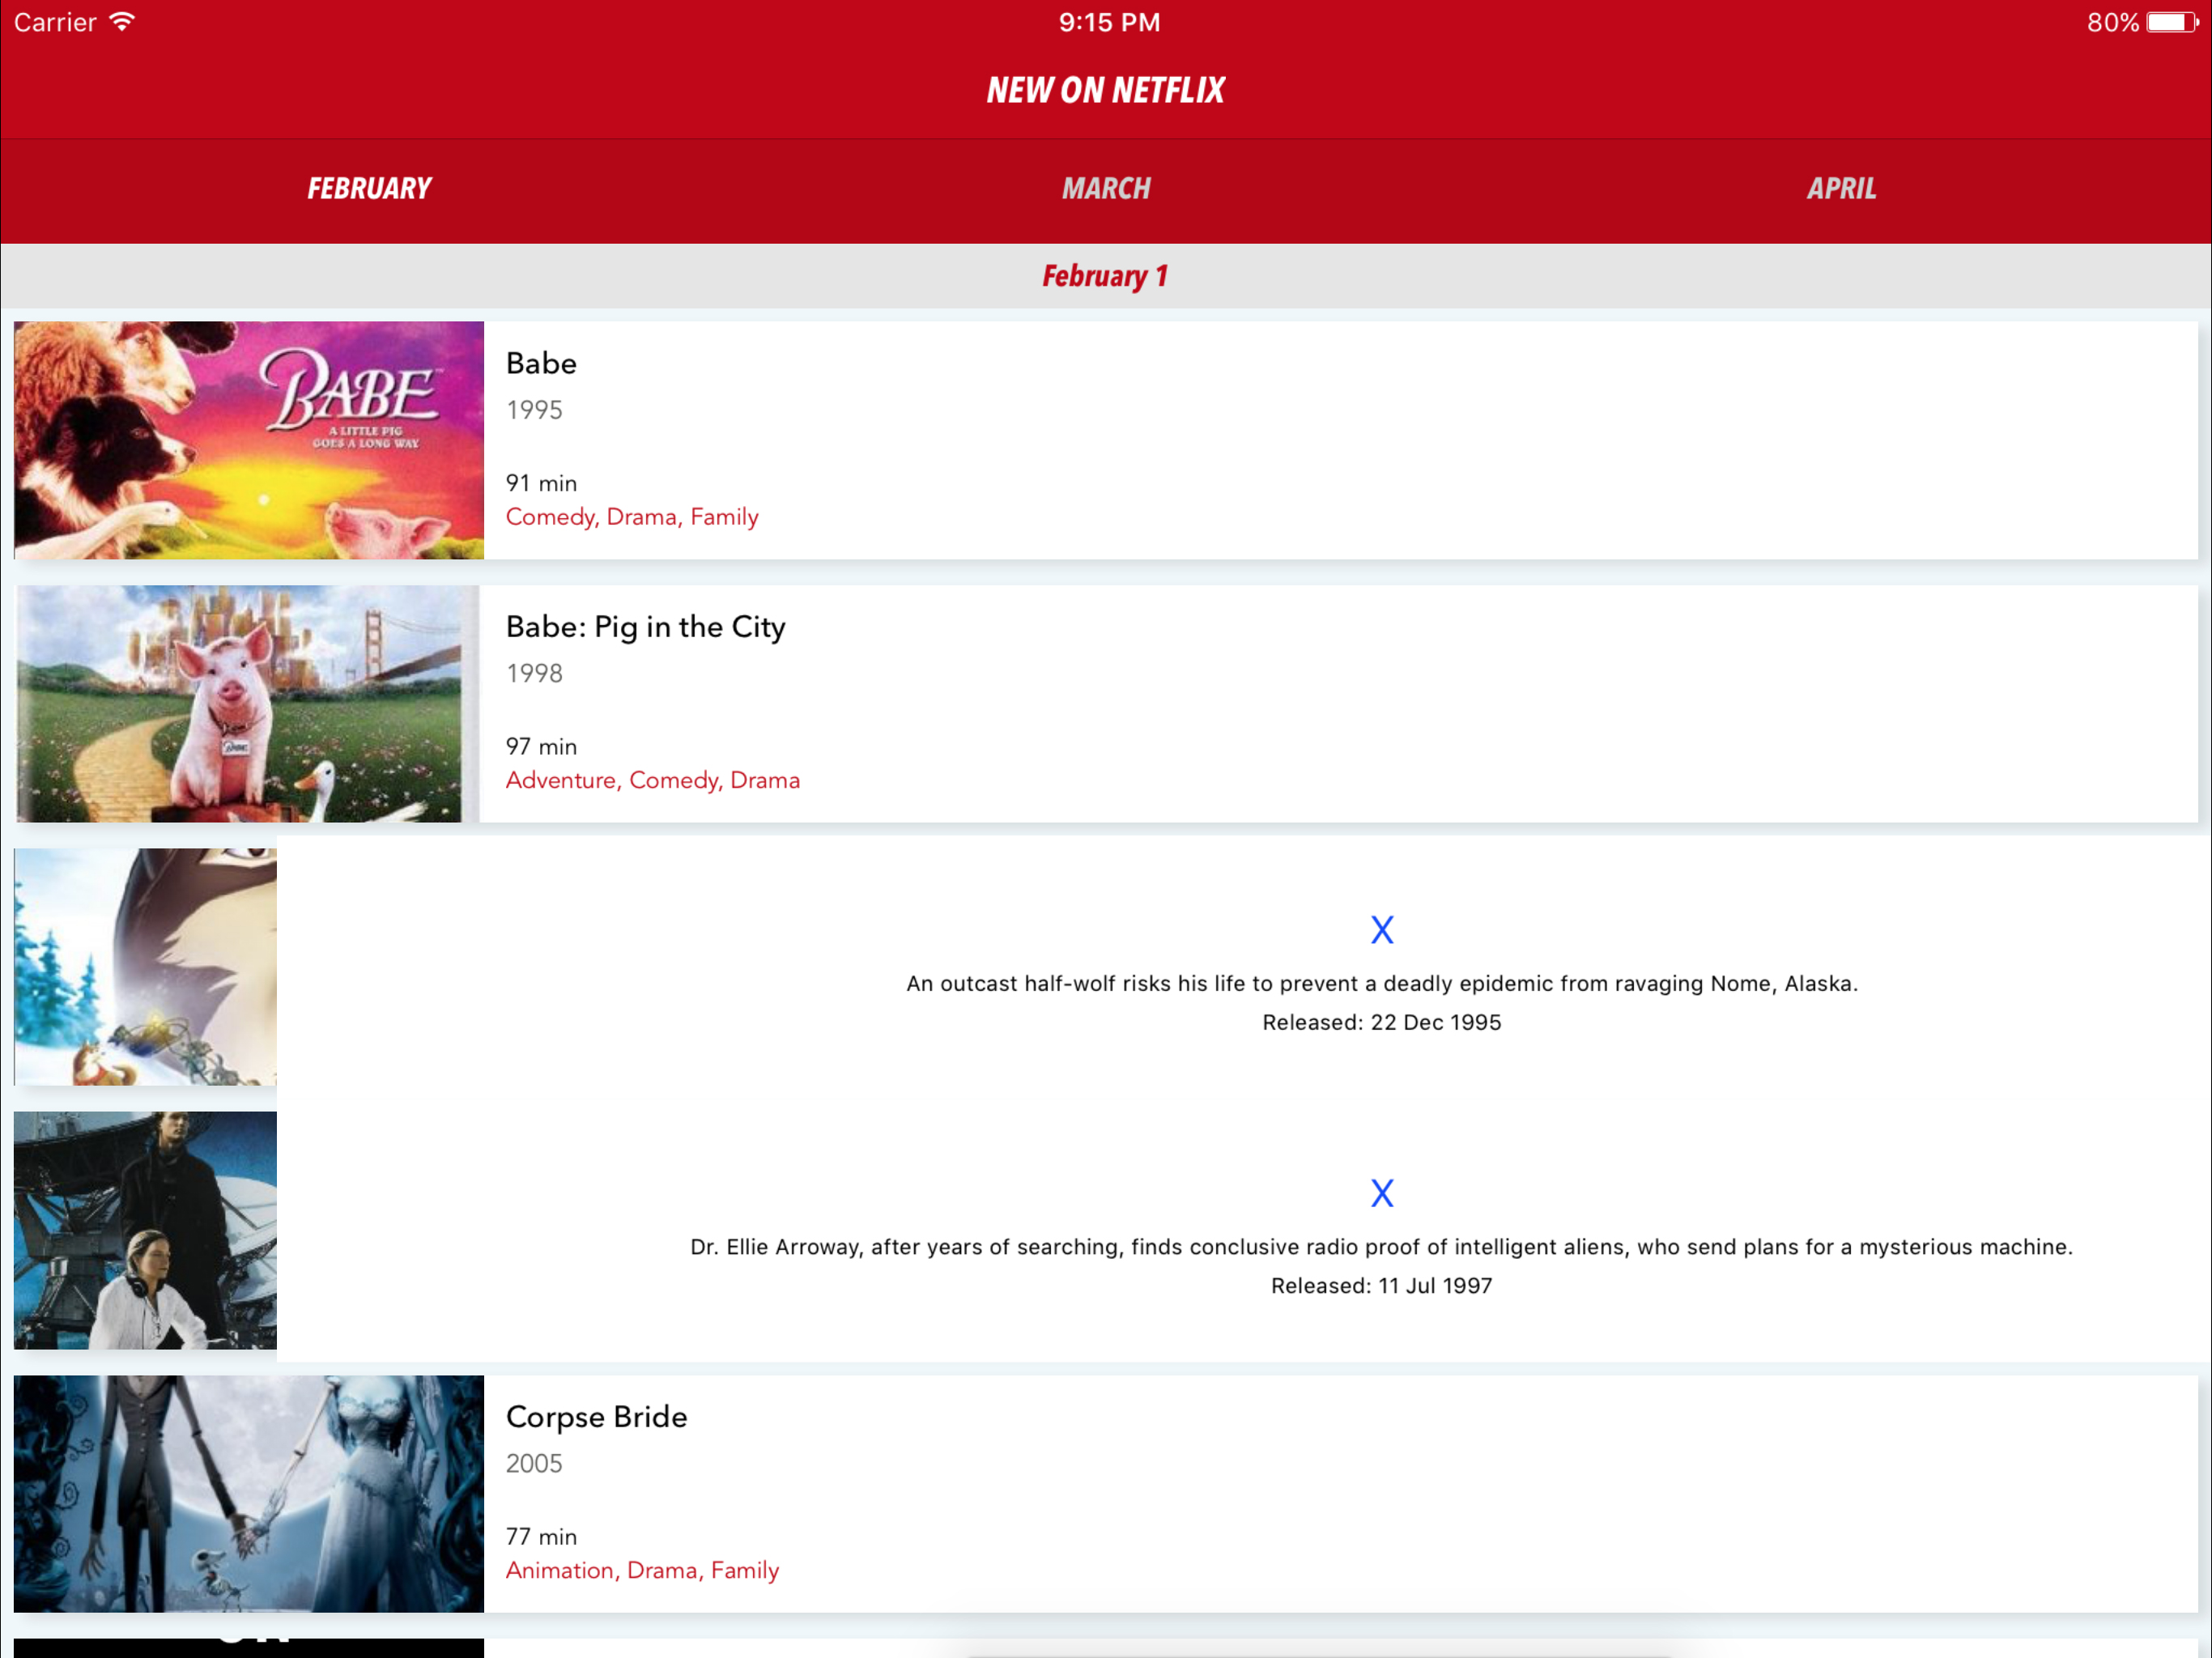 Carrier
9:15 PM
80%
NEW ON NETFLIX
FEBRUARY
MARCH
APRIL
February 1
BABE
A LITTLE PIG
GOES A LONG WAY
Babe
1995
91 min
Comedy, Drama, Family
Babe: Pig in the City
1998
97 min
Adventure, Comedy, Drama
X
An outcast half-wolf risks his life to prevent a deadly epidemic from ravaging Nome, Alaska.
Released: 22 Dec 1995
X
Dr. Ellie Arroway, after years of searching, finds conclusive radio proof of intelligent aliens, who send plans for a mysterious machine.
Released: 11 Jul 1997
Corpse Bride
2005
77 min
Animation, Drama, Family